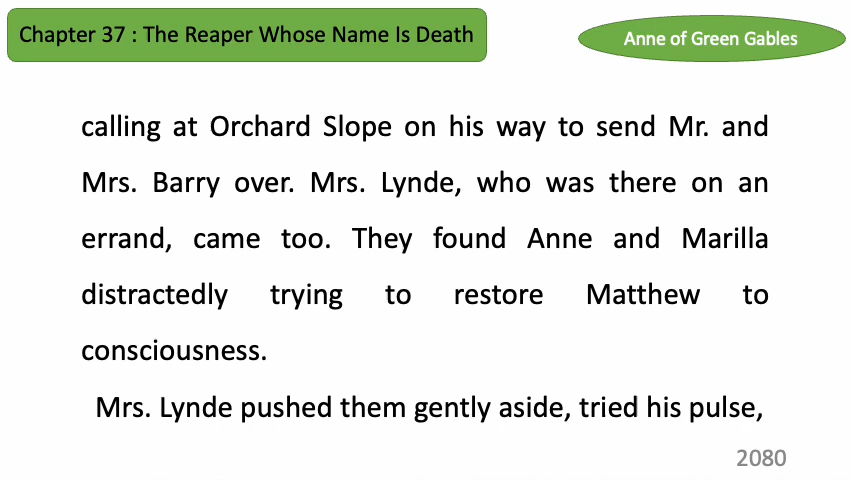 Chapter 37 : The Reaper Whose Name Is Death
Anne of Green Gables
calling at Orchard Slope on his way to send Mr. and
Mrs. Barry over. Mrs. Lynde, who was there on an
errand, came too. They found Anne and Marilla
distractedly trying to restore Matthew to
consciousness.
Mrs. Lynde pushed them gently aside, tried his pulse,
2080